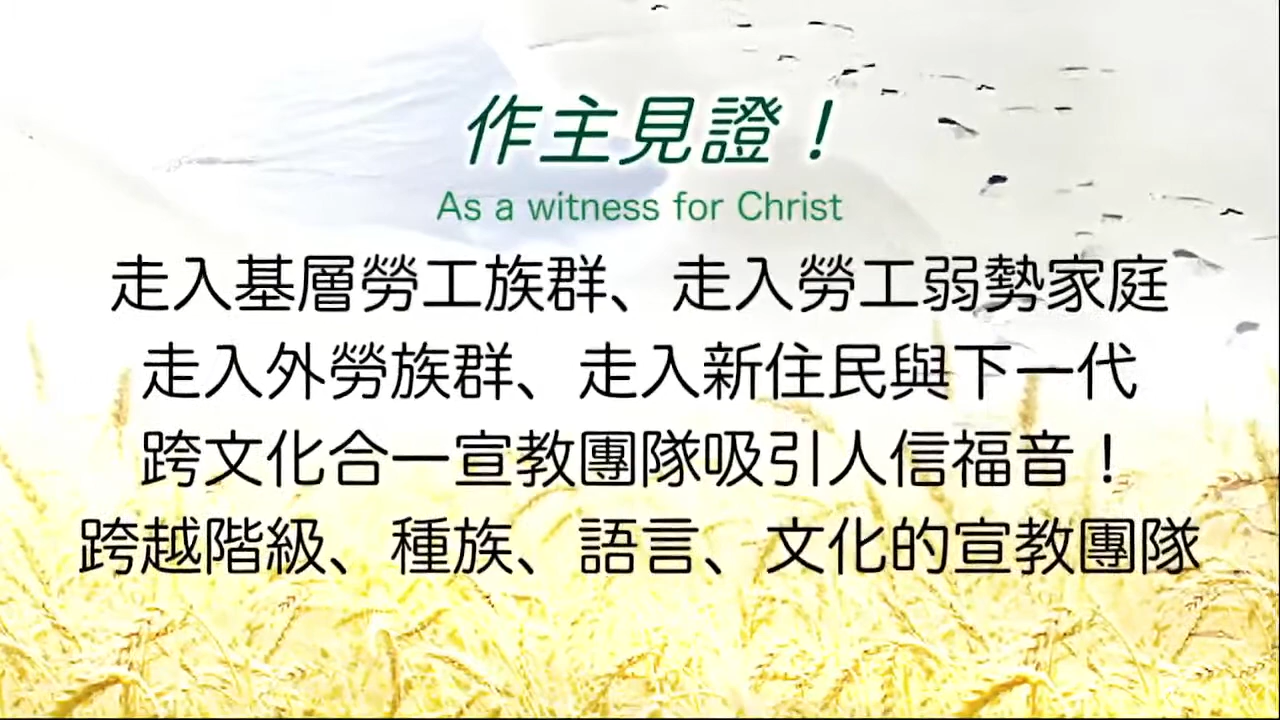 作主見證！
As a witness for Christ
走入基層勞工族群、走入勞工弱勢家庭
走入外勞族群、走入新住民與下一代
跨文化合一宣教團隊吸引人信福音！
跨越階級、種族、語言、文化的宣教團隊